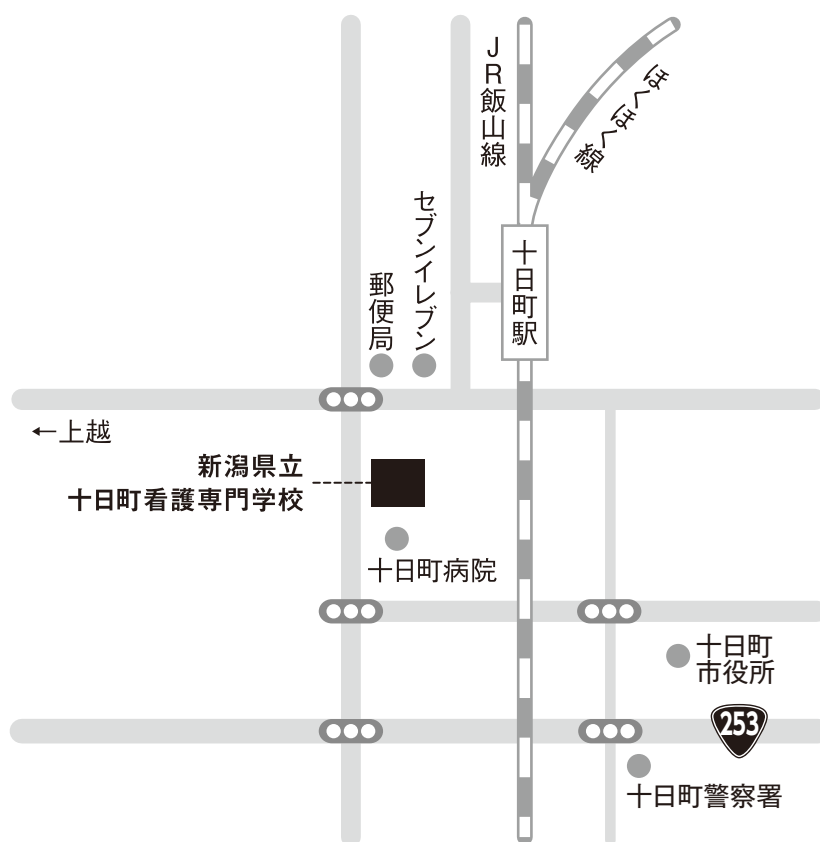 JR飯山線
ほくほく線
セブンイレブン
郵便局
十日町駅
←上越
新潟県立
十日町看護専門学校
十日町病院
十日町
市役所
253
十日町警察署